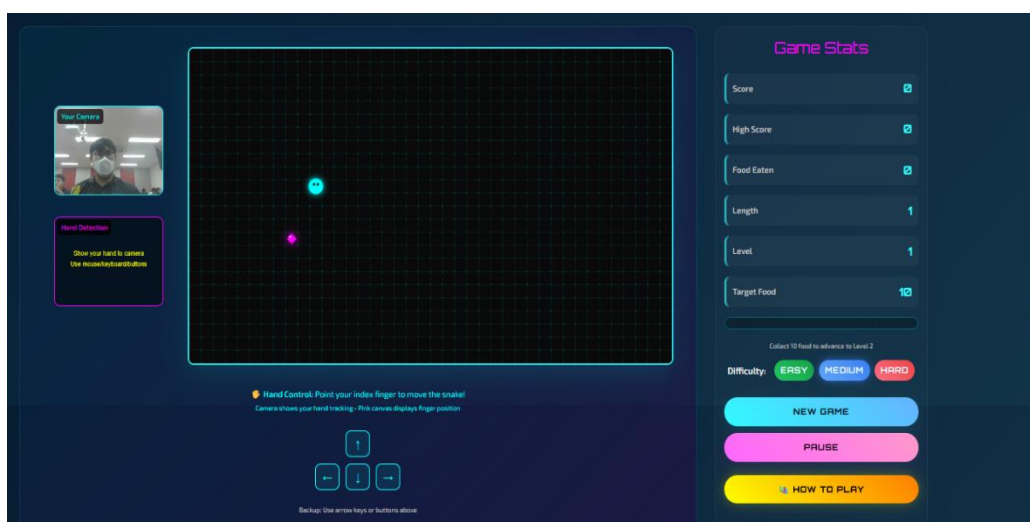 Your Camera
Hand Detection
Show your hand to camera
Use mouse/keyboard/buttons
🖐 Hand Control: Point your index finger to move the snake!
Camera shows your hand tracking • Pink canvas displays finger position
↑
← ↓ →
Backup: Use arrow keys or buttons above
Game Stats
Score 0
High Score 0
Food Eaten 0
Length 1
Level 1
Target Food 10
Collect 10 food to advance to Level 2
Difficulty: EASY MEDIUM HARD
NEW GAME
PAUSE
HOW TO PLAY